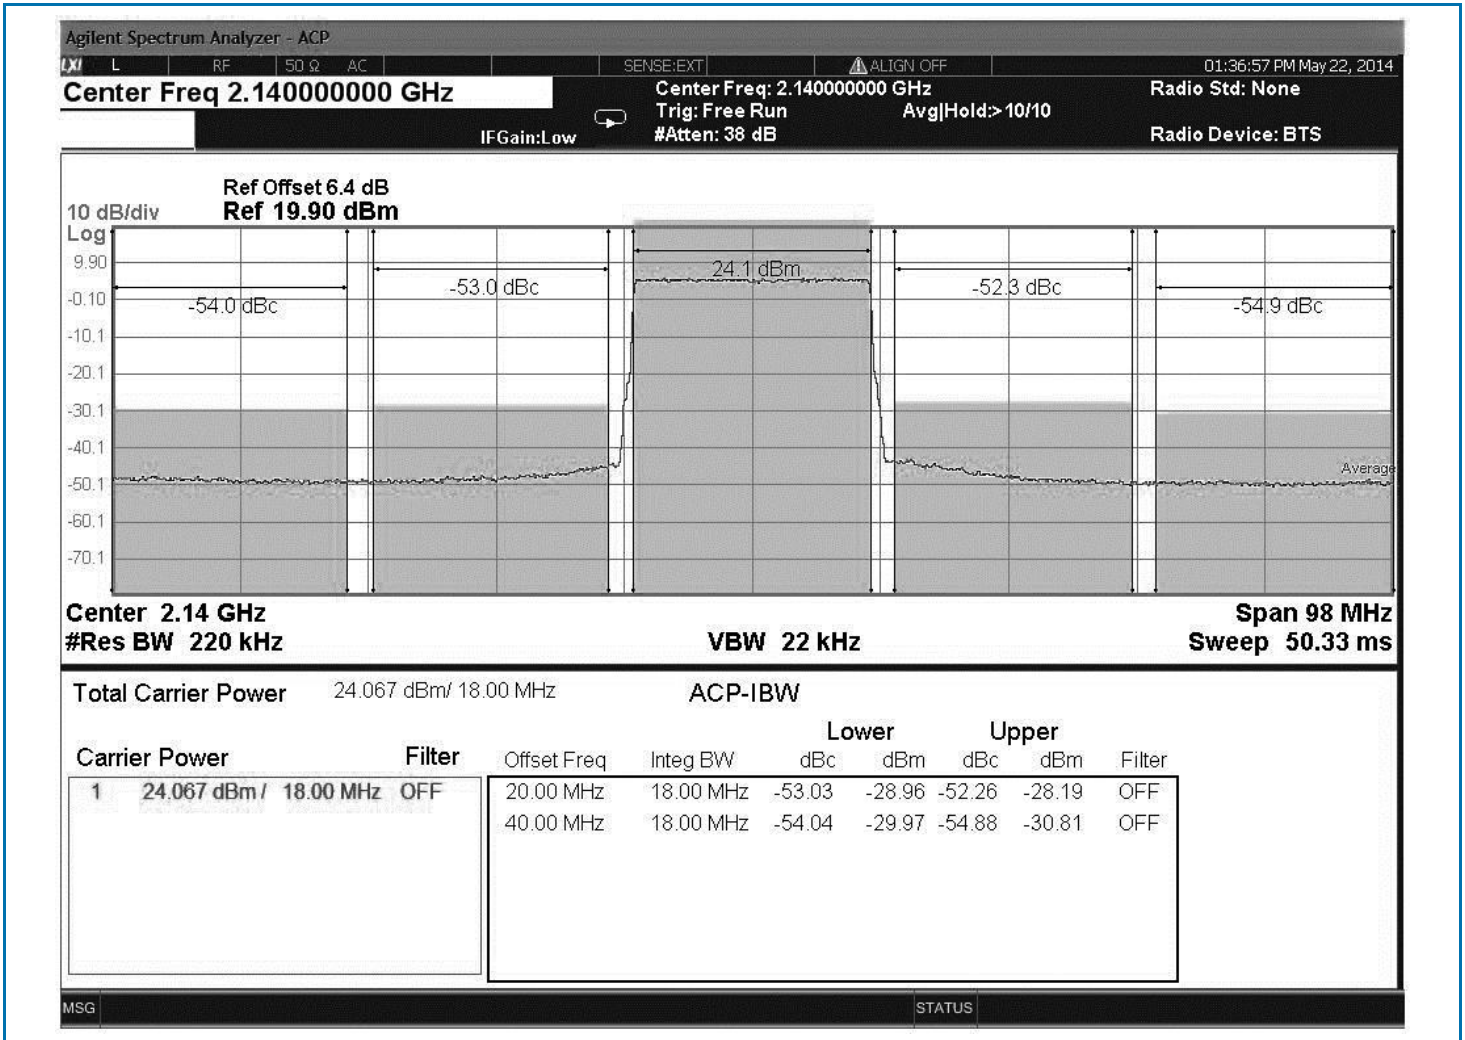 Agilent Spectrum Analyzer - ACP
LXI L RF 50 Ω AC SENSE:EXT ALIGN OFF 01:36:57 PM May 22, 2014
Center Freq 2.140000000 GHz
Center Freq: 2.140000000 GHz Radio Std: None
Trig: Free Run Avg|Hold:>10/10
IFGain:Low #Atten: 38 dB Radio Device: BTS
Ref Offset 6.4 dB
10 dB/div Ref 19.90 dBm
Log
9.90
24.1 dBm
-53.0 dBc -52.3 dBc
-0.10
-54.0 dBc -54.9 dBc
-10.1
-20.1
-30.1
-40.1
Average
-50.1
-60.1
-70.1
Center 2.14 GHz Span 98 MHz
#Res BW 220 kHz VBW 22 kHz Sweep 50.33 ms
Total Carrier Power 24.067 dBm/ 18.00 MHz ACP-IBW
Lower Upper
Carrier Power Filter Offset Freq Integ BW dBc dBm dBc dBm Filter
1 24.067 dBm / 18.00 MHz OFF 20.00 MHz 18.00 MHz -53.03 -28.96 -52.26 -28.19 OFF
40.00 MHz 18.00 MHz -54.04 -29.97 -54.88 -30.81 OFF
MSG STATUS